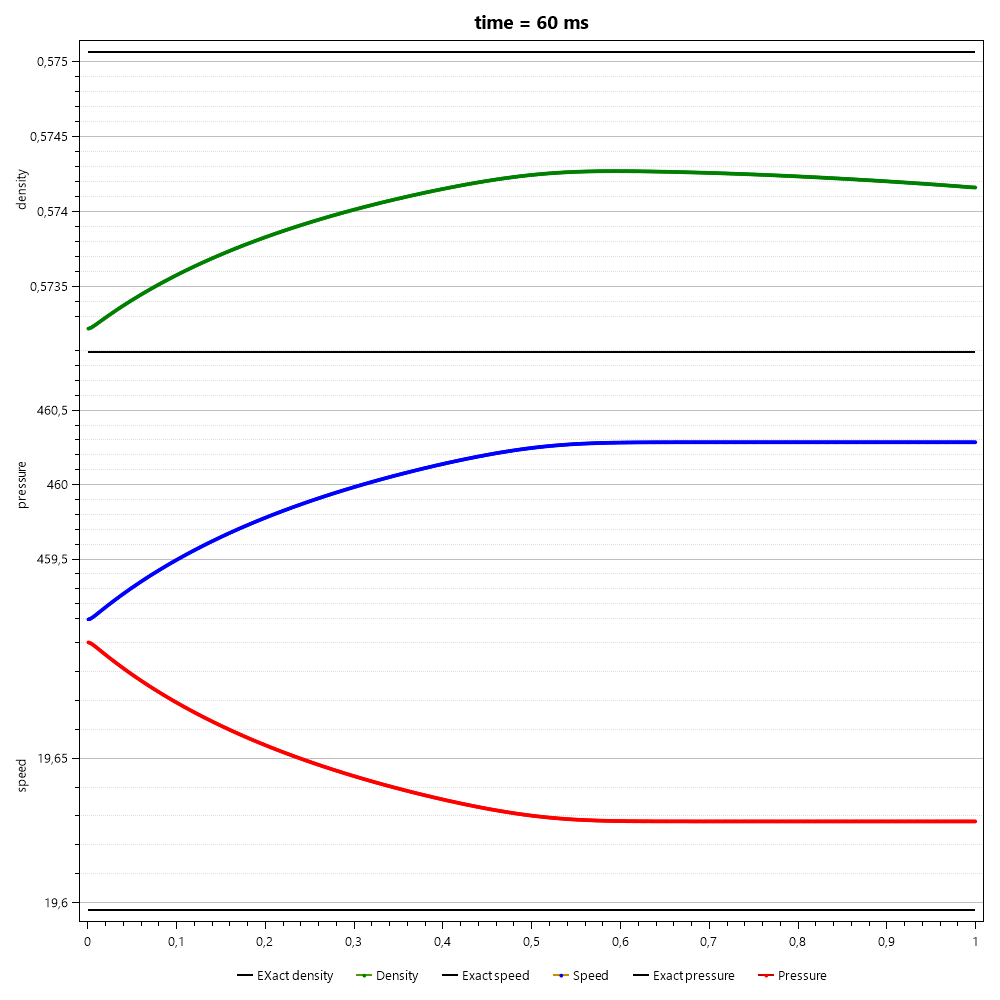 time = 60 ms
0,575
0,5745
density
0,574
0,5735
460,5
pressure
460
459,5
19,65
speed
19,6
0 0,1 0,2 0,3 0,4 0,5 0,6 0,7 0,8 0,9 1
EXact density Density Exact speed Speed Exact pressure Pressure